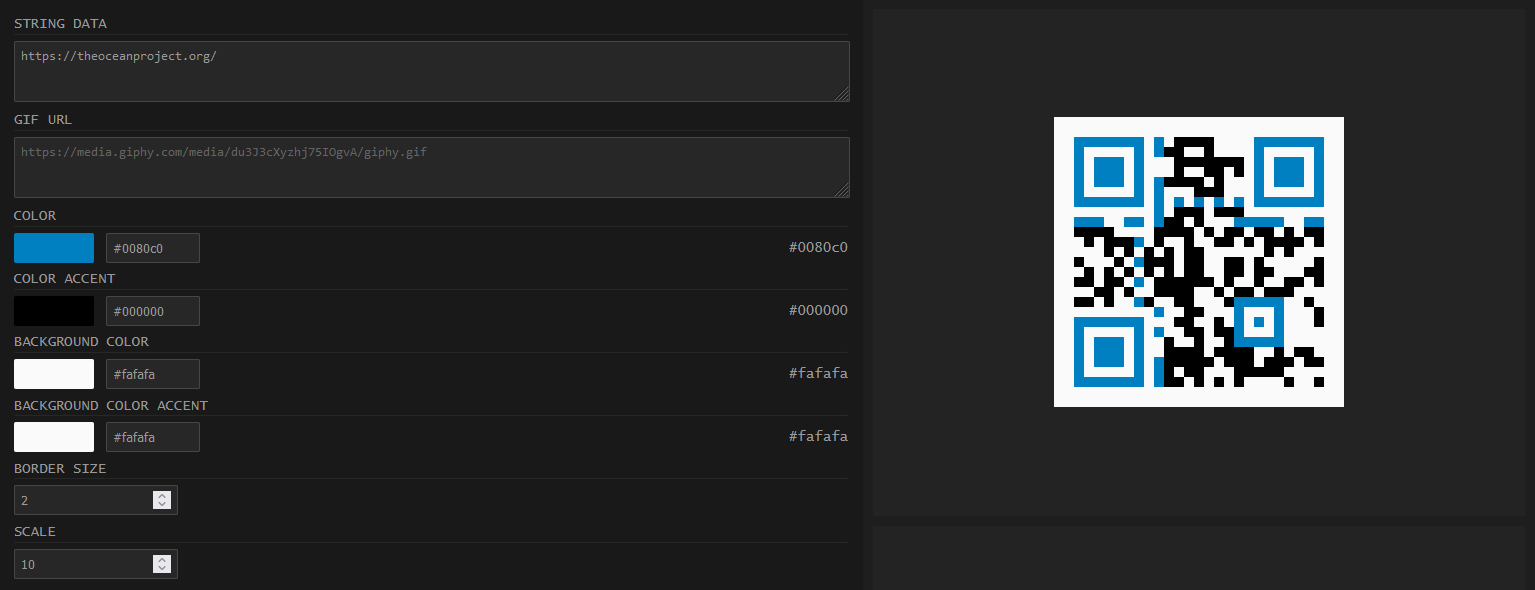 STRING DATA
https://theoceanproject.org/
GIF URL
https://media.giphy.com/media/du3J3cXyzhj75IOgvA/giphy.gif
COLOR
#0080c0 #0080c0
COLOR ACCENT
#000000 #000000
BACKGROUND COLOR
#fafafa #fafafa
BACKGROUND COLOR ACCENT
#fafafa #fafafa
BORDER SIZE
2
SCALE
10